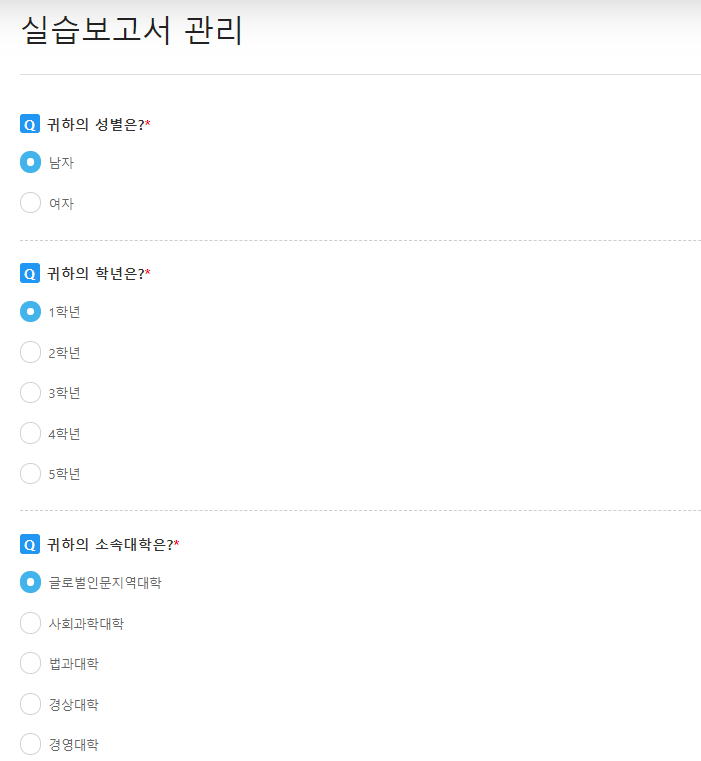 실습보고서 관리
Q 귀하의 성별은?*
남자
여자
Q 귀하의 학년은?*
1학년
2학년
3학년
4학년
5학년
Q 귀하의 소속대학은?*
글로벌인문지역대학
사회과학대학
법과대학
경상대학
경영대학